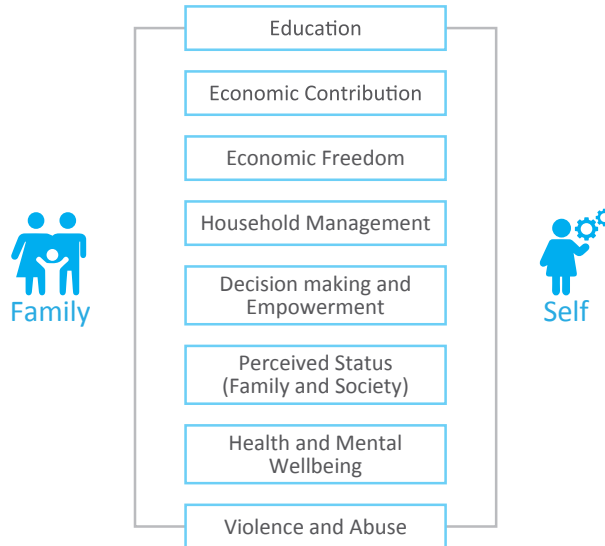 Education
Economic Contribution
Economic Freedom
Household Management
Decision making and
Empowerment
Perceived Status
(Family and Society)
Health and Mental
Wellbeing
Violence and Abuse
Family
Self